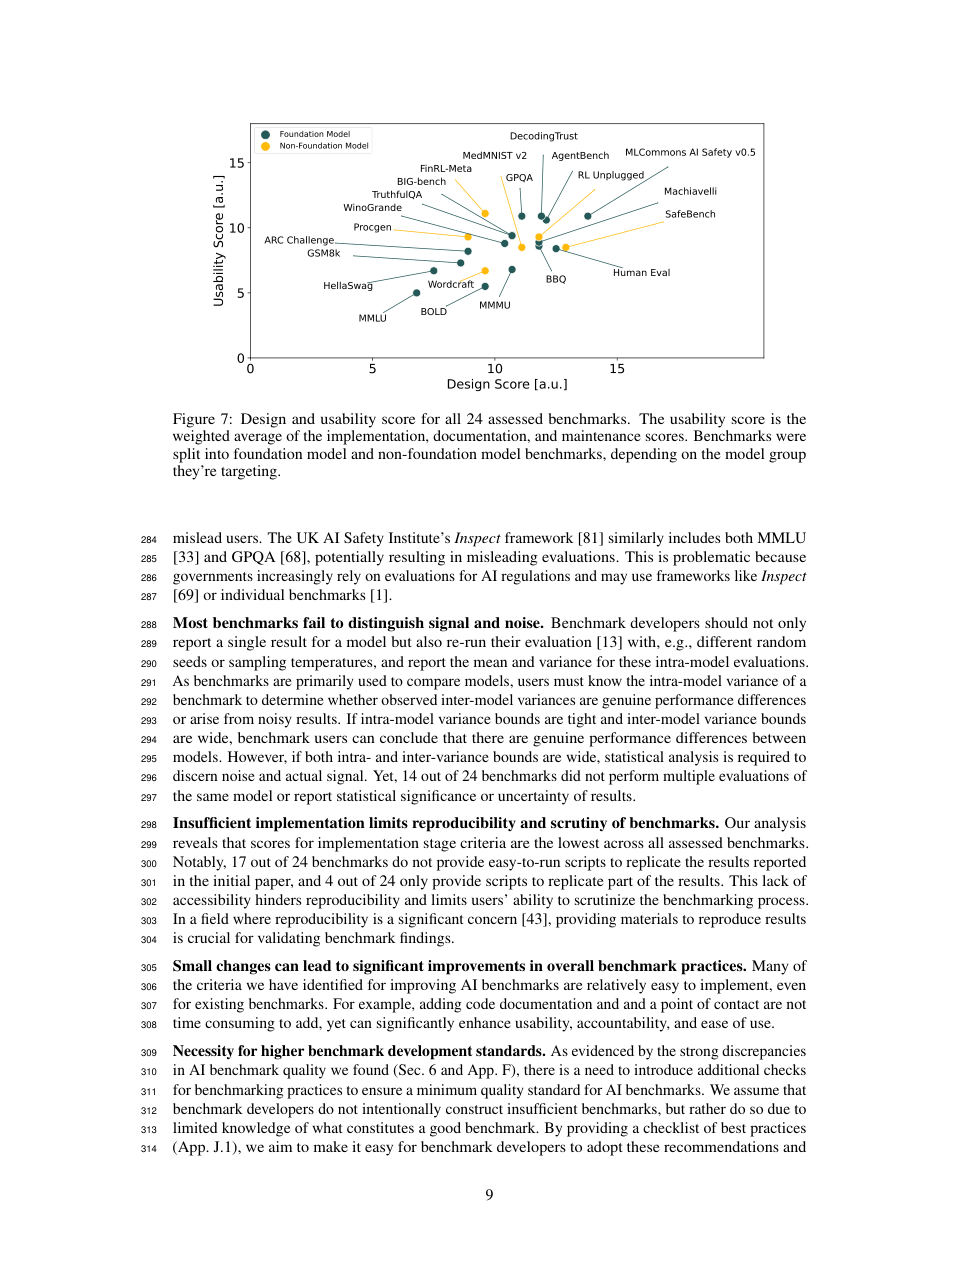 Foundation Model
Non-Foundation Model
DecodingTrust
MedMNIST v2
AgentBench
MLCommons AI Safety v0.5
FinRL-Meta
GPQA
RL Unplugged
BIG-bench
Machiavelli
TruthfulQA
WinoGrande
SafeBench
Procgen
ARC Challenge
GSM8k
Human Eval
BBQ
HellaSwag
Wordcraft
MMMU
BOLD
MMLU
15
10
5
0
Usability Score [a.u.]
0 5 10 15
Design Score [a.u.]
Figure 7: Design and usability score for all 24 assessed benchmarks. The usability score is the
weighted average of the implementation, documentation, and maintenance scores. Benchmarks were
split into foundation model and non-foundation model benchmarks, depending on the model group
they're targeting.
284 mislead users. The UK AI Safety Institute's Inspect framework [81] similarly includes both MMLU
285 [33] and GPQA [68], potentially resulting in misleading evaluations. This is problematic because
286 governments increasingly rely on evaluations for AI regulations and may use frameworks like Inspect
287 [69] or individual benchmarks [1].
288 Most benchmarks fail to distinguish signal and noise. Benchmark developers should not only
289 report a single result for a model but also re-run their evaluation [13] with, e.g., different random
290 seeds or sampling temperatures, and report the mean and variance for these intra-model evaluations.
291 As benchmarks are primarily used to compare models, users must know the intra-model variance of a
292 benchmark to determine whether observed inter-model variances are genuine performance differences
293 or arise from noisy results. If intra-model variance bounds are tight and inter-model variance bounds
294 are wide, benchmark users can conclude that there are genuine performance differences between
295 models. However, if both intra- and inter-variance bounds are wide, statistical analysis is required to
296 discern noise and actual signal. Yet, 14 out of 24 benchmarks did not perform multiple evaluations of
297 the same model or report statistical significance or uncertainty of results.
298 Insufficient implementation limits reproducibility and scrutiny of benchmarks. Our analysis
299 reveals that scores for implementation stage criteria are the lowest across all assessed benchmarks.
300 Notably, 17 out of 24 benchmarks do not provide easy-to-run scripts to replicate the results reported
301 in the initial paper, and 4 out of 24 only provide scripts to replicate part of the results. This lack of
302 accessibility hinders reproducibility and limits users' ability to scrutinize the benchmarking process.
303 In a field where reproducibility is a significant concern [43], providing materials to reproduce results
304 is crucial for validating benchmark findings.
305 Small changes can lead to significant improvements in overall benchmark practices. Many of
306 the criteria we have identified for improving AI benchmarks are relatively easy to implement, even
307 for existing benchmarks. For example, adding code documentation and and a point of contact are not
308 time consuming to add, yet can significantly enhance usability, accountability, and ease of use.
309 Necessity for higher benchmark development standards. As evidenced by the strong discrepancies
310 in AI benchmark quality we found (Sec. 6 and App. F), there is a need to introduce additional checks
311 for benchmarking practices to ensure a minimum quality standard for AI benchmarks. We assume that
312 benchmark developers do not intentionally construct insufficient benchmarks, but rather do so due to
313 limited knowledge of what constitutes a good benchmark. By providing a checklist of best practices
314 (App. J.1), we aim to make it easy for benchmark developers to adopt these recommendations and
9